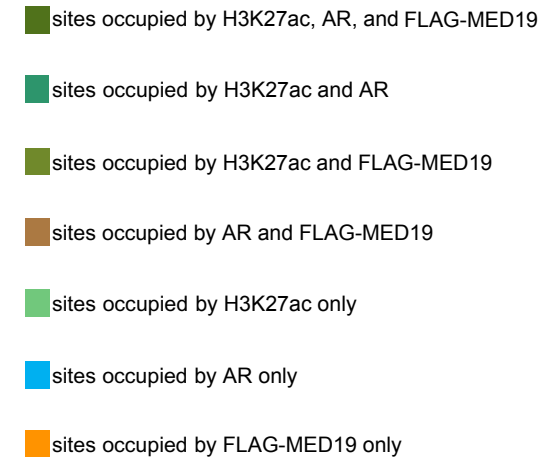 sites occupied by H3K27ac, AR, and FLAG-MED19
sites occupied by H3K27ac and AR
sites occupied by H3K27ac and FLAG-MED19
sites occupied by AR and FLAG-MED19
sites occupied by H3K27ac only
sites occupied by AR only
sites occupied by FLAG-MED19 only